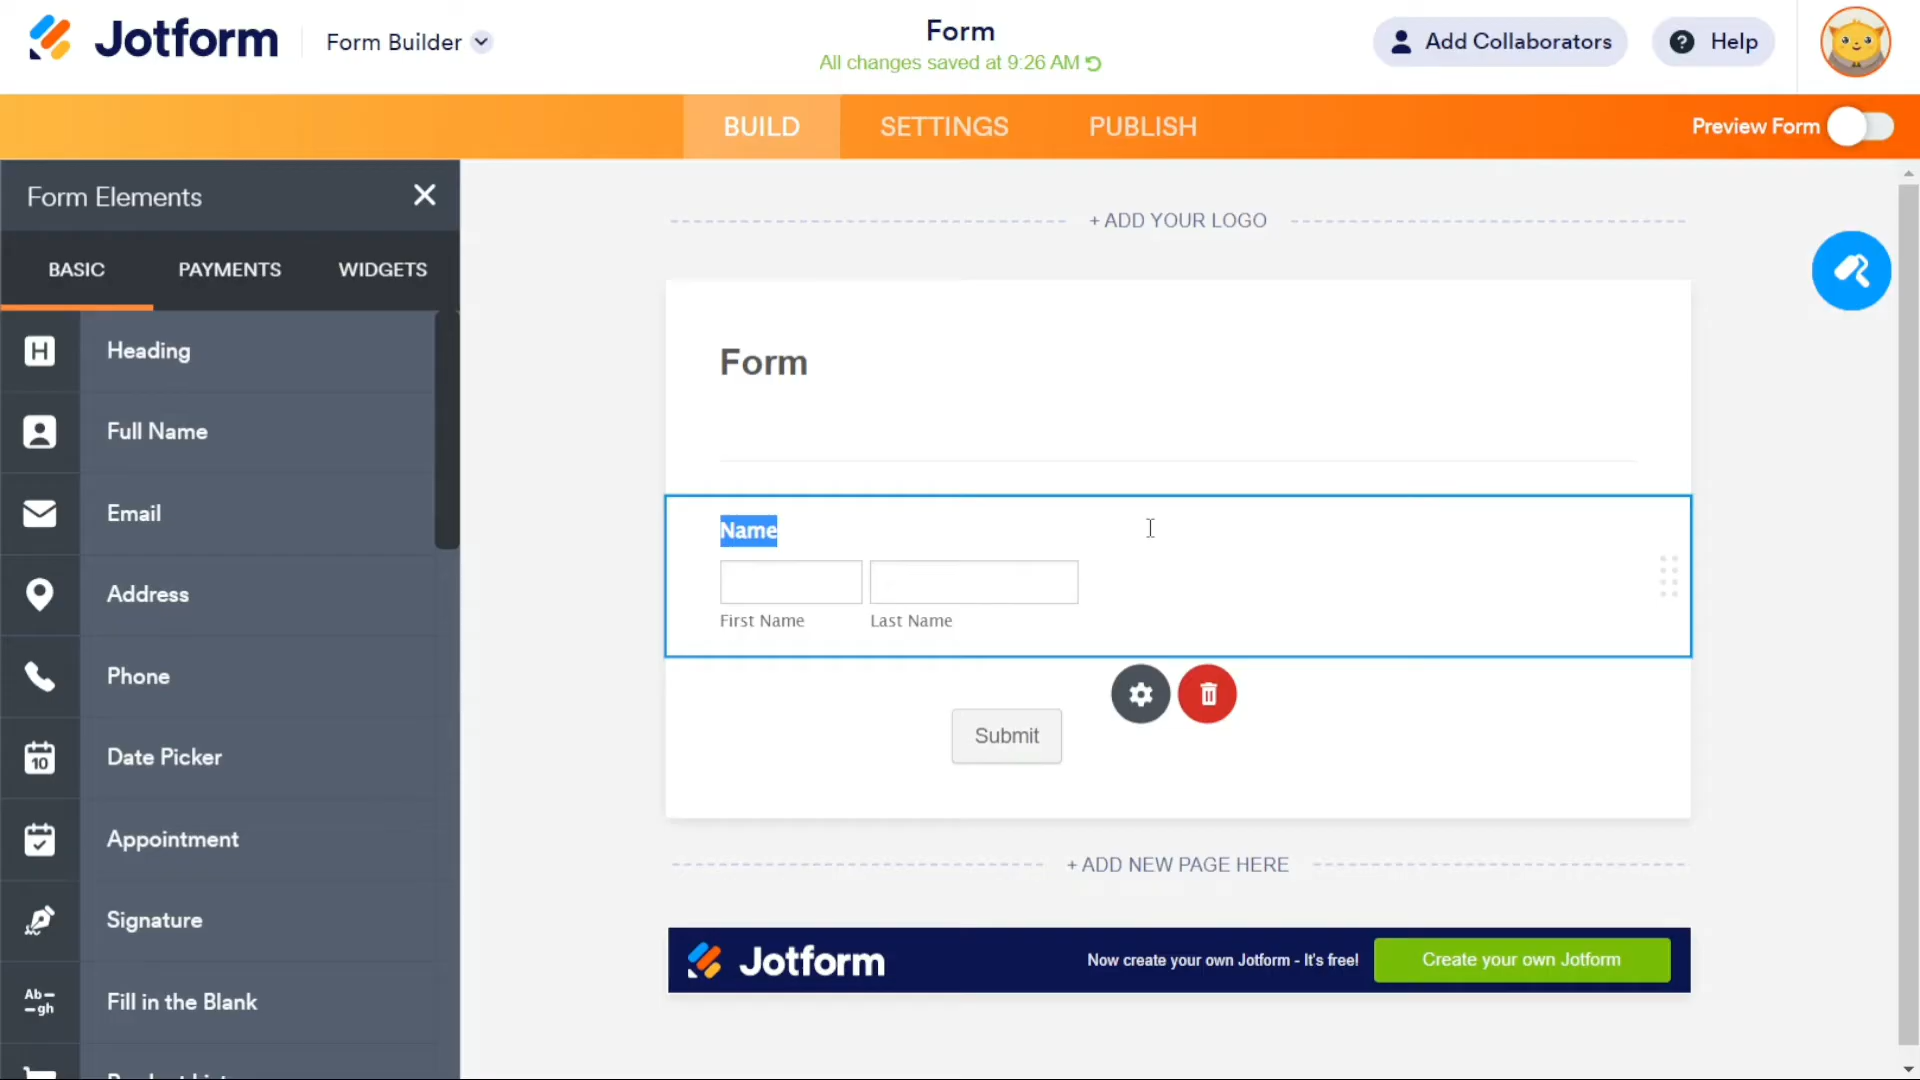 Jotform
Form Builder
Form
All changes saved at 9:26 AM
Add Collaborators
Help
BUILD
SETTINGS
PUBLISH
Preview Form
Form Elements
BASIC
PAYMENTS
WIDGETS
H
Heading
Full Name
Email
Address
Phone
10
Date Picker
Appointment
Signature
Ab
gh
Fill in the Blank
+ ADD YOUR LOGO
Form
Name
First Name
Last Name
Submit
+ ADD NEW PAGE HERE
Jotform
Now create your own Jotform - It's free!
Create your own Jotform